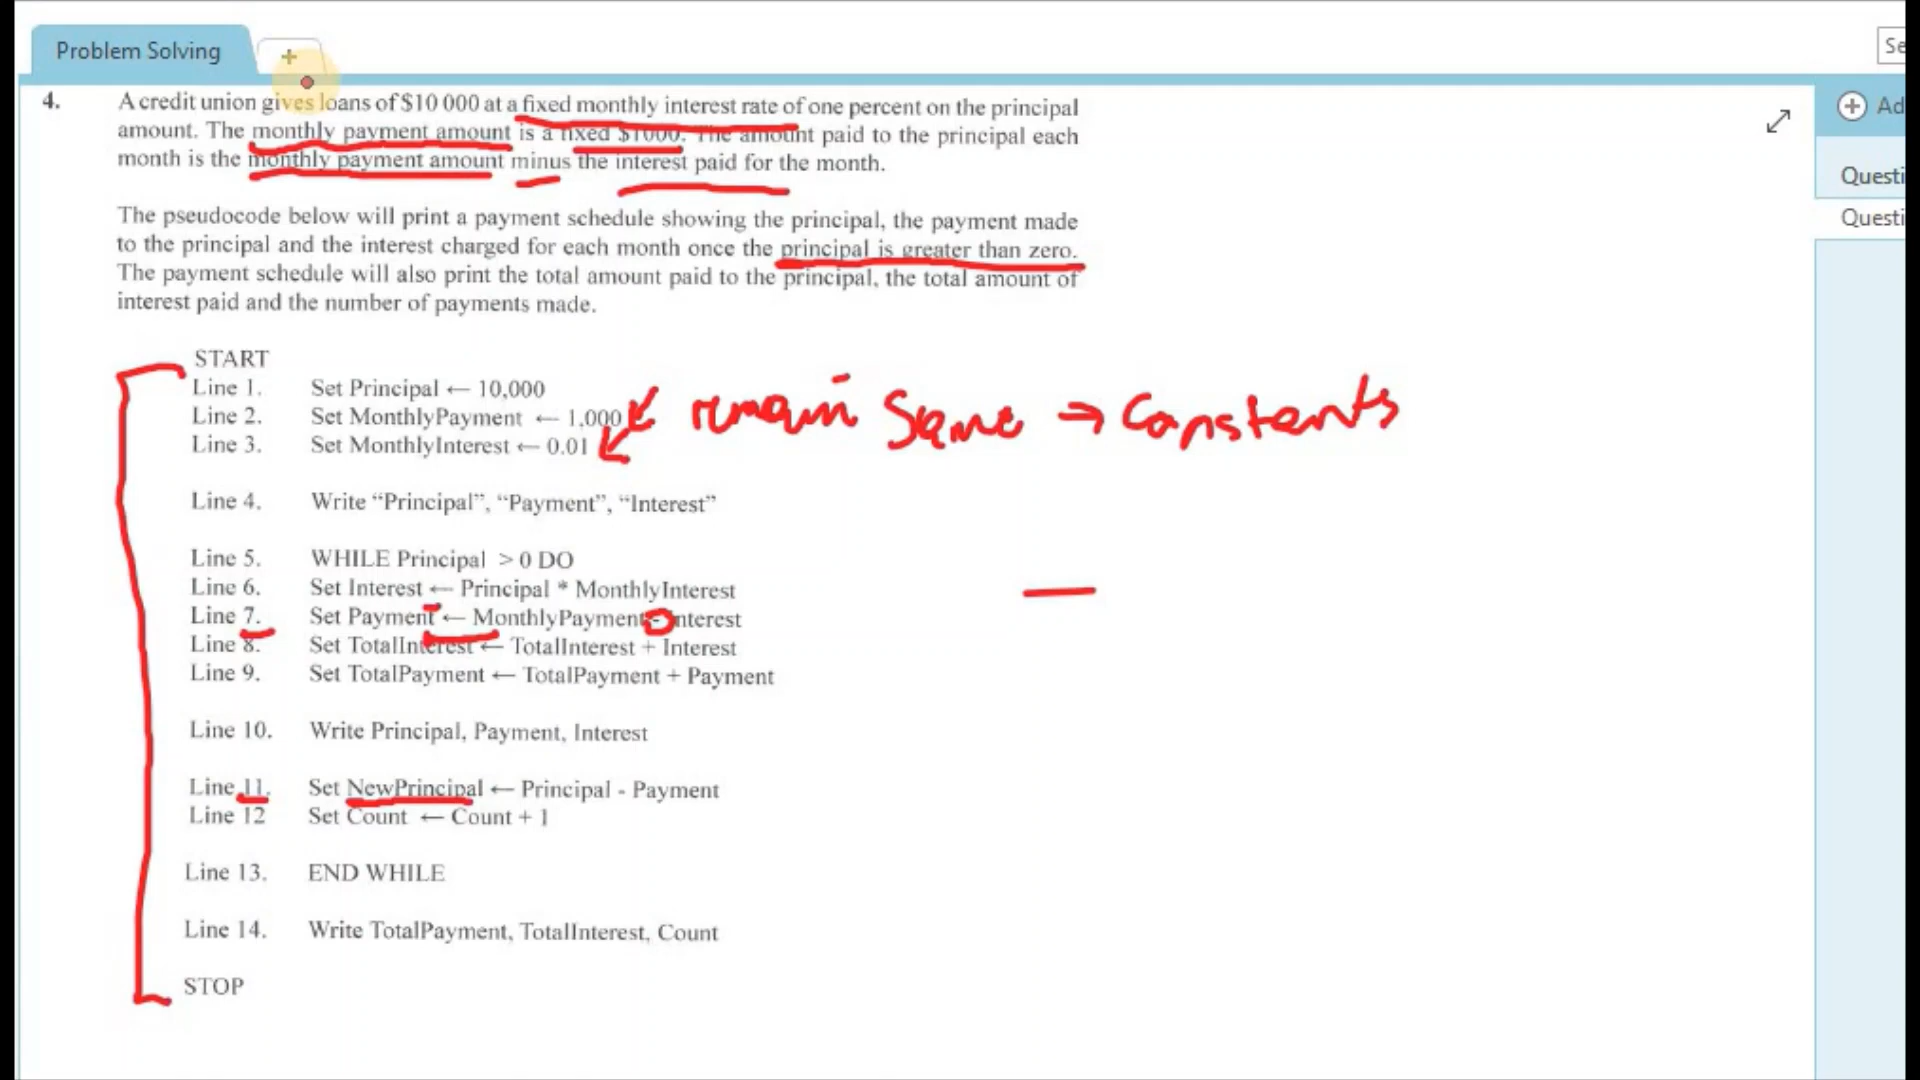 Problem Solving
+
Se
4. A credit union gives loans of $10 000 at a fixed monthly interest rate of one percent on the principal
amount. The monthly payment amount is a fixed $1000. The amount paid to the principal each
month is the monthly payment amount minus the interest paid for the month.
Ad
Questi
Questi
The pseudocode below will print a payment schedule showing the principal, the payment made
to the principal and the interest charged for each month once the principal is greater than zero.
The payment schedule will also print the total amount paid to the principal, the total amount of
interest paid and the number of payments made.
START
Line 1. Set Principal ← 10,000
Line 2. Set MonthlyPayment ← 1,000
Line 3. Set MonthlyInterest ← 0.01
remain Same → Constants
Line 4. Write “Principal”, “Payment”, “Interest”
Line 5. WHILE Principal > 0 DO
Line 6. Set Interest ← Principal * MonthlyInterest
Line 7. Set Payment ← MonthlyPayment - Interest
Line 8. Set TotalInterest ← TotalInterest + Interest
Line 9. Set TotalPayment ← TotalPayment + Payment
Line 10. Write Principal, Payment, Interest
Line 11. Set NewPrincipal ← Principal - Payment
Line 12 Set Count ← Count + 1
Line 13. END WHILE
Line 14. Write TotalPayment, TotalInterest, Count
STOP